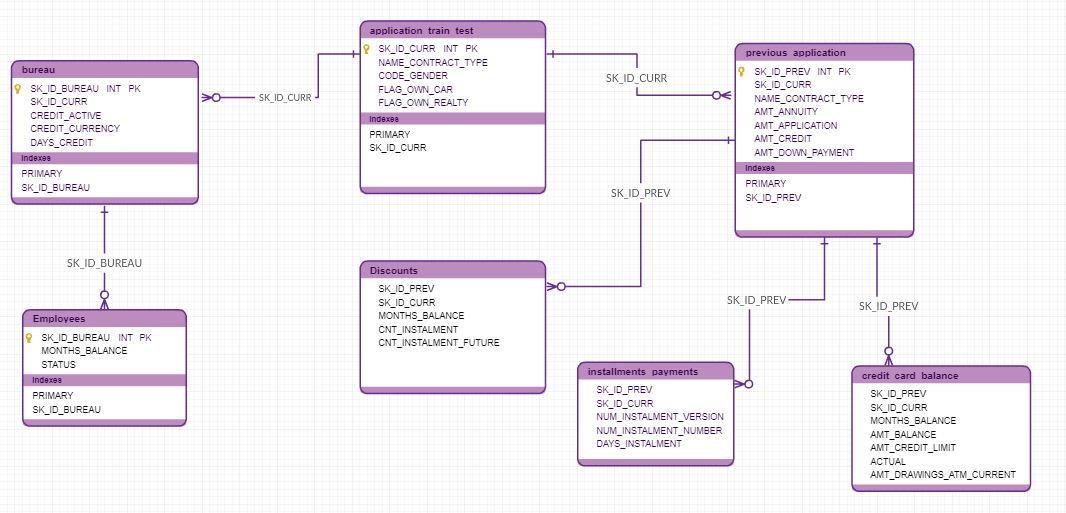 application train test
SK_ID_CURR INT PK
NAME_CONTRACT_TYPE
CODE_GENDER
FLAG_OWN_CAR
FLAG_OWN_REALTY
Indexes
PRIMARY
SK_ID_CURR
previous application
SK_ID_PREV INT PK
SK_ID_CURR
NAME_CONTRACT_TYPE
AMT_ANNUITY
AMT_APPLICATION
AMT_CREDIT
AMT_DOWN_PAYMENT
Indexes
PRIMARY
SK_ID_PREV
bureau
SK_ID_BUREAU INT PK
SK_ID_CURR
CREDIT_ACTIVE
CREDIT_CURRENCY
DAYS_CREDIT
Indexes
PRIMARY
SK_ID_BUREAU
SK_ID_CURR
SK_ID_CURR
SK_ID_PREV
SK_ID_BUREAU
Discounts
SK_ID_PREV
SK_ID_CURR
MONTHS_BALANCE
CNT_INSTALMENT
CNT_INSTALMENT_FUTURE
SK_ID_PREV
SK_ID_PREV
Employees
SK_ID_BUREAU INT PK
MONTHS_BALANCE
STATUS
Indexes
PRIMARY
SK_ID_BUREAU
installments payments
SK_ID_PREV
SK_ID_CURR
NUM_INSTALMENT_VERSION
NUM_INSTALMENT_NUMBER
DAYS_INSTALMENT
credit card balance
SK_ID_PREV
SK_ID_CURR
MONTHS_BALANCE
AMT_BALANCE
AMT_CREDIT_LIMIT
ACTUAL
AMT_DRAWINGS_ATM_CURRENT